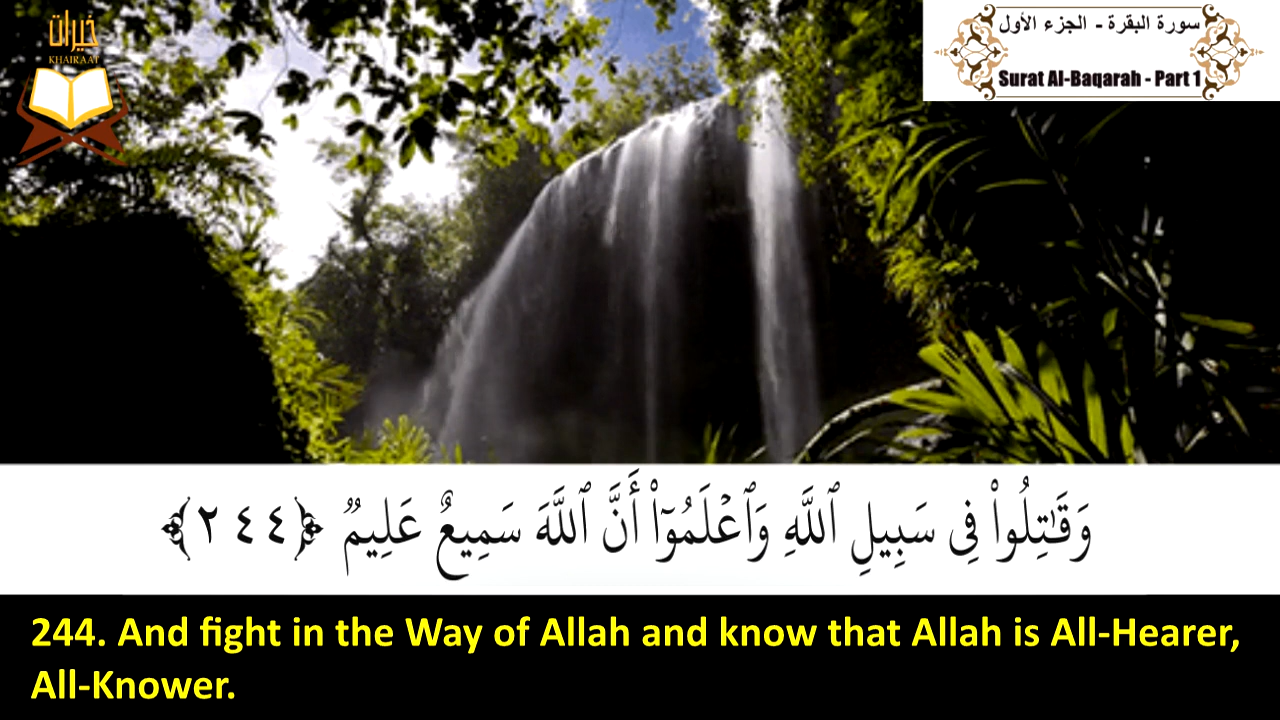 خيرات
KHAIRAAT
سورة البقرة - الجزء الأول
Surat Al-Baqarah - Part 1
وَقَـٰتِلُوا۟ فِى سَبِيلِ ٱللَّهِ وَٱعْلَمُوٓا۟ أَنَّ ٱللَّهَ سَمِيعٌ عَلِيمٌۭ ﴿٢٤٤﴾
244. And fight in the Way of Allah and know that Allah is All-Hearer,
All-Knower.